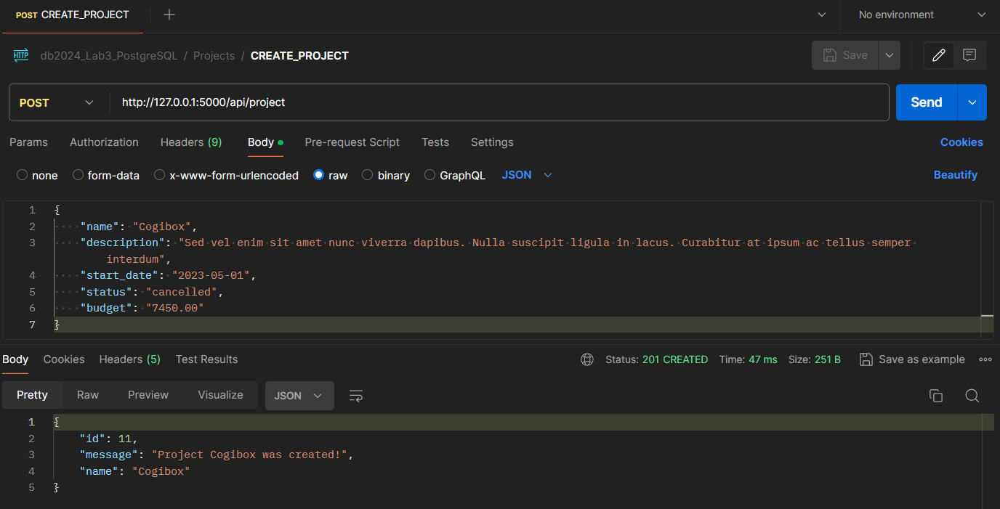 POST CREATE_PROJECT
No environment
HTTP db2024_Lab3_PostgreSQL / Projects / CREATE_PROJECT
Save
POST http://127.0.0.1:5000/api/project
Send
Params Authorization Headers (9) Body Pre-request Script Tests Settings Cookies
none form-data x-www-form-urlencoded raw binary GraphQL JSON Beautify
1 {
2 "name": "Cogibox",
3 "description": "Sed vel enim sit amet nunc viverra dapibus. Nulla suscipit ligula in lacus. Curabitur at ipsum ac tellus semper
interdum",
4 "start_date": "2023-05-01",
5 "status": "cancelled",
6 "budget": "7450.00"
7 }
Body Cookies Headers (5) Test Results Status: 201 CREATED Time: 47 ms Size: 251 B Save as example
Pretty Raw Preview Visualize JSON
1 {
2 "id": 11,
3 "message": "Project Cogibox was created!",
4 "name": "Cogibox"
5 }